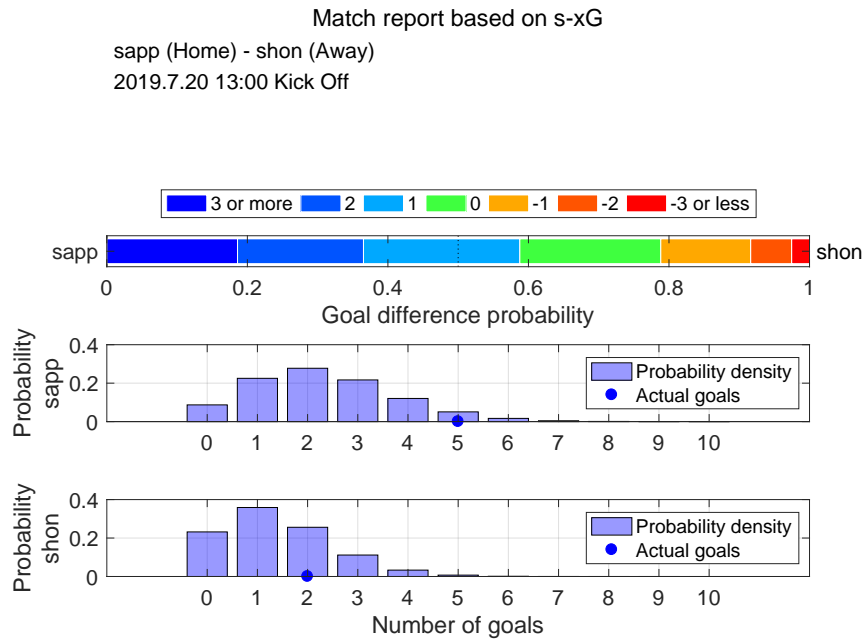 Match report based on s-xG
sapp (Home) - shon (Away)
2019.7.20 13:00 Kick Off
3 or more 2 1 0 -1 -2 -3 or less
sapp
shon
0 0.2 0.4 0.6 0.8 1
Goal difference probability
Probability
sapp
0.4
0.2
0
Probability density
Actual goals
0 1 2 3 4 5 6 7 8 9 10
Probability
shon
0.4
0.2
0
Probability density
Actual goals
0 1 2 3 4 5 6 7 8 9 10
Number of goals